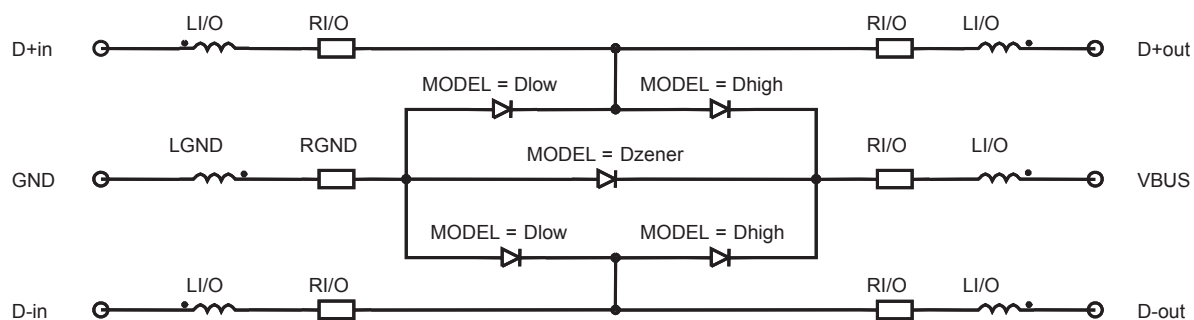 LI/O RI/O RI/O LI/O
D+in D+out
MODEL = Dlow MODEL = Dhigh
LGND RGND MODEL = Dzener RI/O LI/O
GND VBUS
MODEL = Dlow MODEL = Dhigh
LI/O RI/O RI/O LI/O
D-in D-out